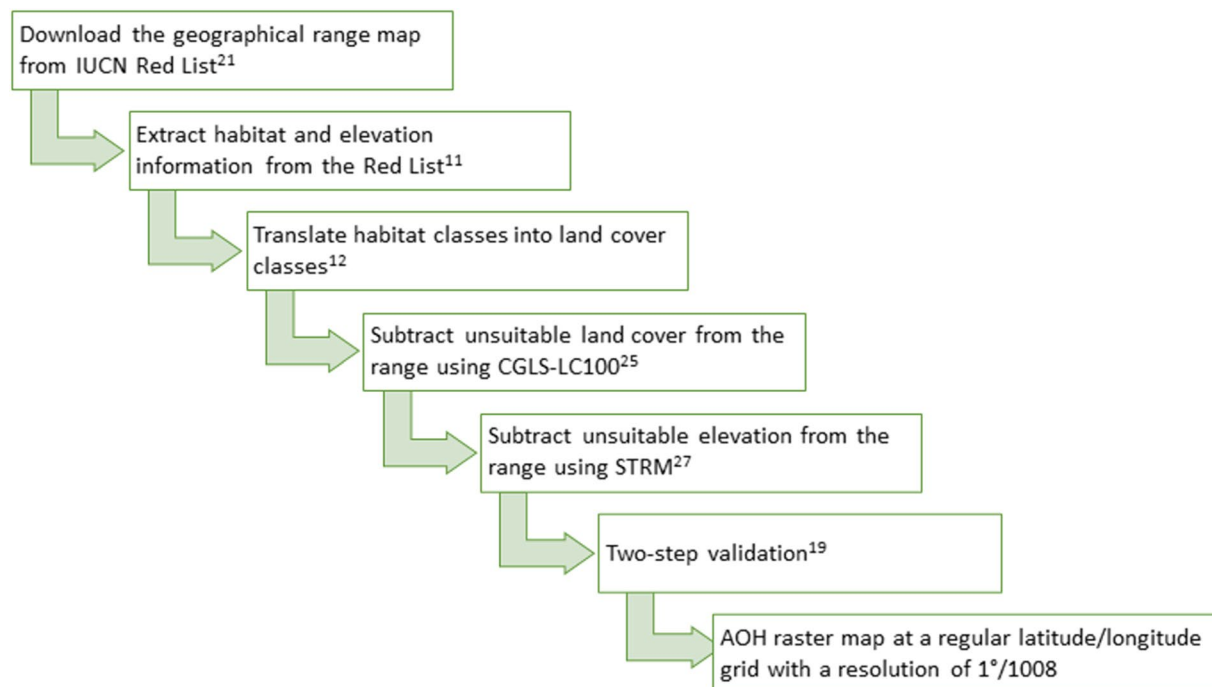 Download the geographical range map
from IUCN Red List²¹
Extract habitat and elevation
information from the Red List¹¹
Translate habitat classes into land cover
classes¹²
Subtract unsuitable land cover from the
range using CGLS-LC100²⁵
Subtract unsuitable elevation from the
range using STRM²⁷
Two-step validation¹⁹
AOH raster map at a regular latitude/longitude
grid with a resolution of 1°/1008